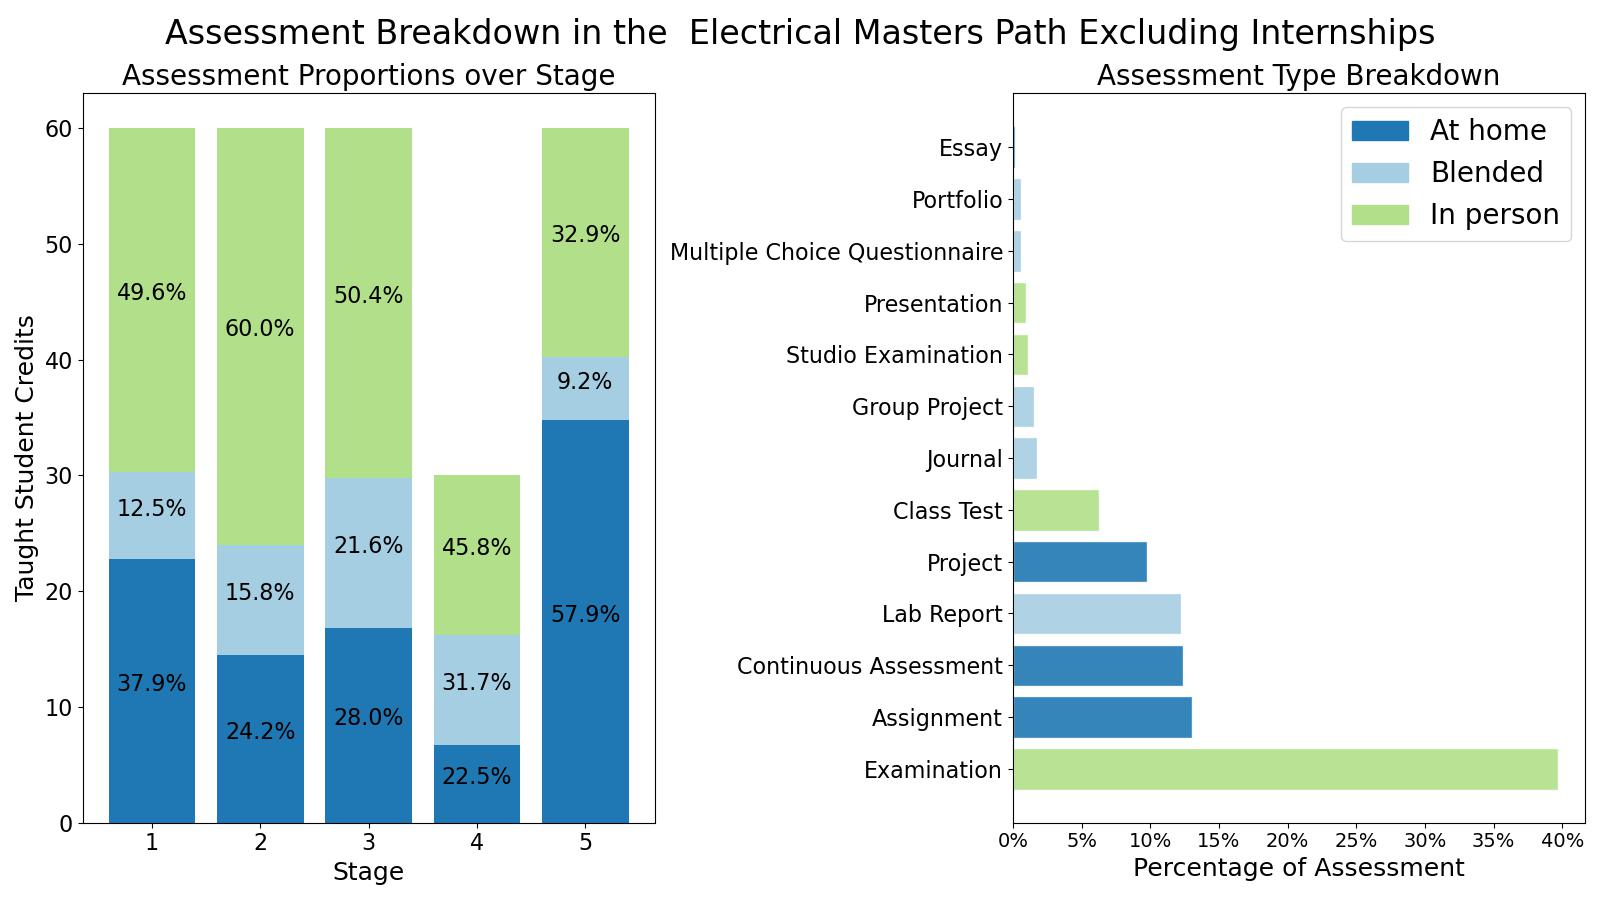 Assessment Breakdown in the  Electrical Masters Path Excluding Internships
Assessment Proportions over Stage
Taught Student Credits
60
50
40
30
20
10
0
49.6%
12.5%
37.9%
60.0%
15.8%
24.2%
50.4%
21.6%
28.0%
45.8%
31.7%
22.5%
32.9%
9.2%
57.9%
1 2 3 4 5
Stage
Assessment Type Breakdown
At home
Blended
In person
Essay
Portfolio
Multiple Choice Questionnaire
Presentation
Studio Examination
Group Project
Journal
Class Test
Project
Lab Report
Continuous Assessment
Assignment
Examination
0% 5% 10% 15% 20% 25% 30% 35% 40%
Percentage of Assessment